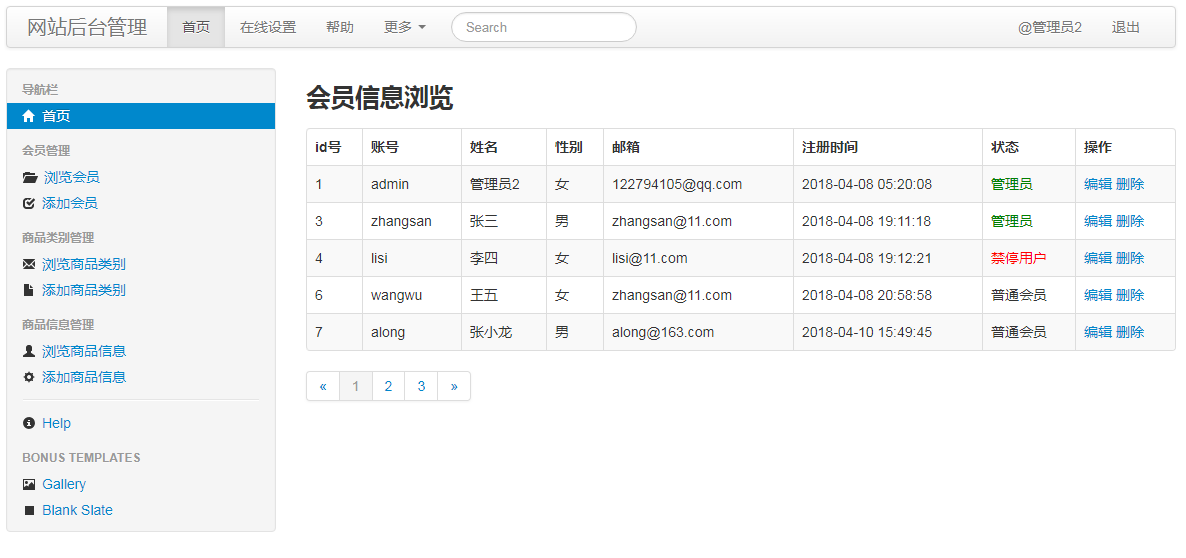 网站后台管理 首页 在线设置 帮助 更多 Search @管理员2 退出
导航栏
首页
会员管理
浏览会员
添加会员
商品类别管理
浏览商品类别
添加商品类别
商品信息管理
浏览商品信息
添加商品信息
Help
BONUS TEMPLATES
Gallery
Blank Slate
会员信息浏览
id号 账号 姓名 性别 邮箱 注册时间 状态 操作
1 admin 管理员2 女 122794105@qq.com 2018-04-08 05:20:08 管理员 编辑 删除
3 zhangsan 张三 男 zhangsan@11.com 2018-04-08 19:11:18 管理员 编辑 删除
4 lisi 李四 女 lisi@11.com 2018-04-08 19:12:21 禁停用户 编辑 删除
6 wangwu 王五 女 zhangsan@11.com 2018-04-08 20:58:58 普通会员 编辑 删除
7 along 张小龙 男 along@163.com 2018-04-10 15:49:45 普通会员 编辑 删除
« 1 2 3 »